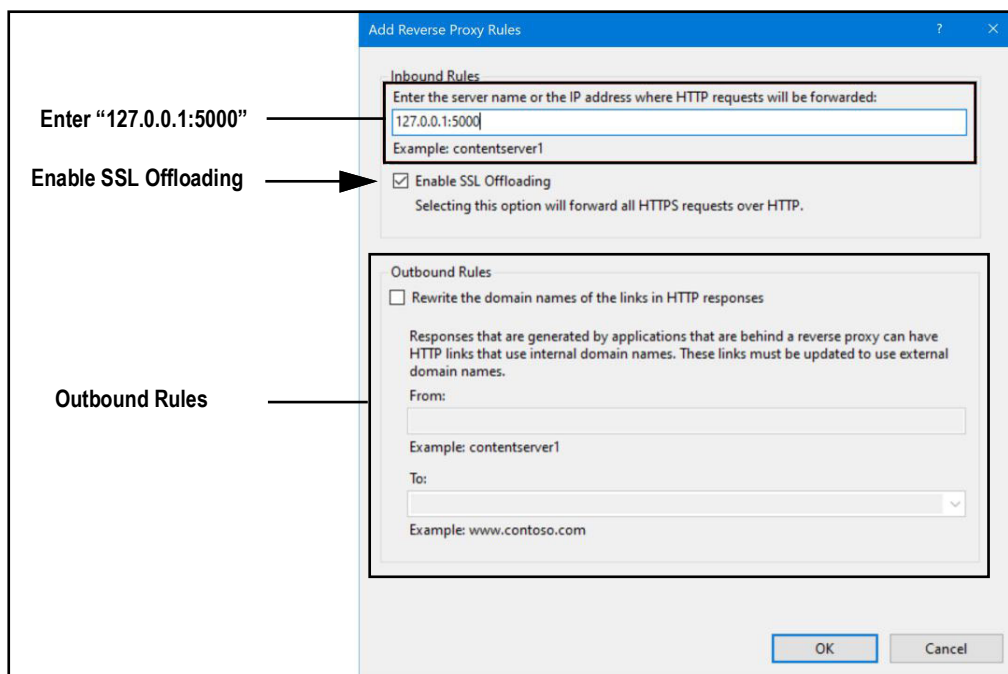 Add Reverse Proxy Rules ? ×
Inbound Rules
Enter the server name or the IP address where HTTP requests will be forwarded:
Enter “127.0.0.1:5000”
127.0.0.1:5000
Example: contentserver1
Enable SSL Offloading
Enable SSL Offloading
Selecting this option will forward all HTTPS requests over HTTP.
Outbound Rules
Rewrite the domain names of the links in HTTP responses
Responses that are generated by applications that are behind a reverse proxy can have
HTTP links that use internal domain names. These links must be updated to use external
domain names.
Outbound Rules
From:
Example: contentserver1
To:
Example: www.contoso.com
OK
Cancel